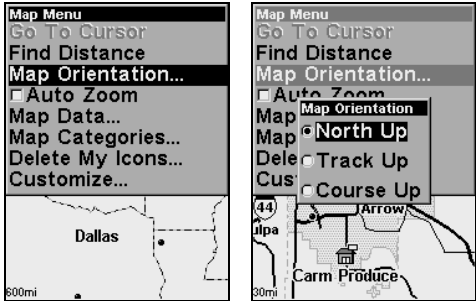 Map Menu
Go To Cursor
Find Distance
Map Orientation...
Auto Zoom
Map Data...
Map Categories...
Delete My Icons...
Customize...
Dallas
600mi
Map Menu
Go To Cursor
Find Distance
Map Orientation...
Auto Zoom
Map
Dele
Cus
Map Orientation
North Up
Track Up
Course Up
44
Arrow
ulpa
Carm Produce
30mi